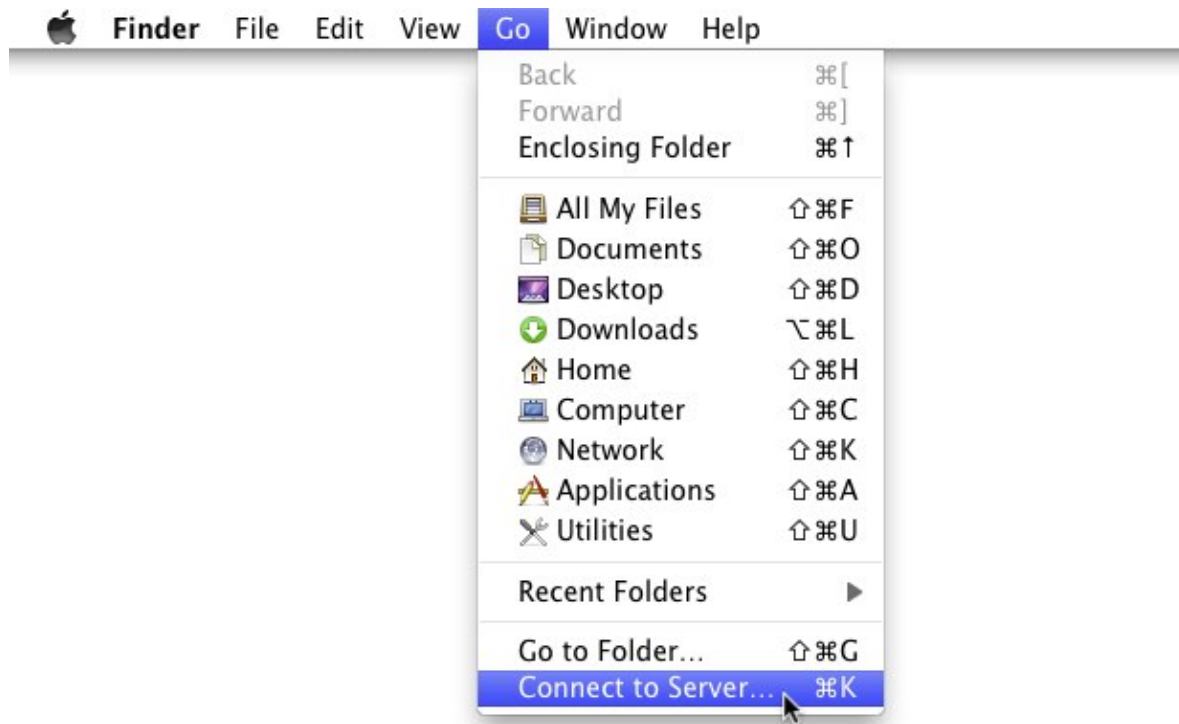 Finder File Edit View Go Window Help
Back ⌘[
Forward ⌘]
Enclosing Folder ⌘↑
All My Files ⇧⌘F
Documents ⇧⌘O
Desktop ⇧⌘D
Downloads ⌥⌘L
Home ⇧⌘H
Computer ⇧⌘C
Network ⇧⌘K
Applications ⇧⌘A
Utilities ⇧⌘U
Recent Folders ▶
Go to Folder... ⇧⌘G
Connect to Server... ⌘K